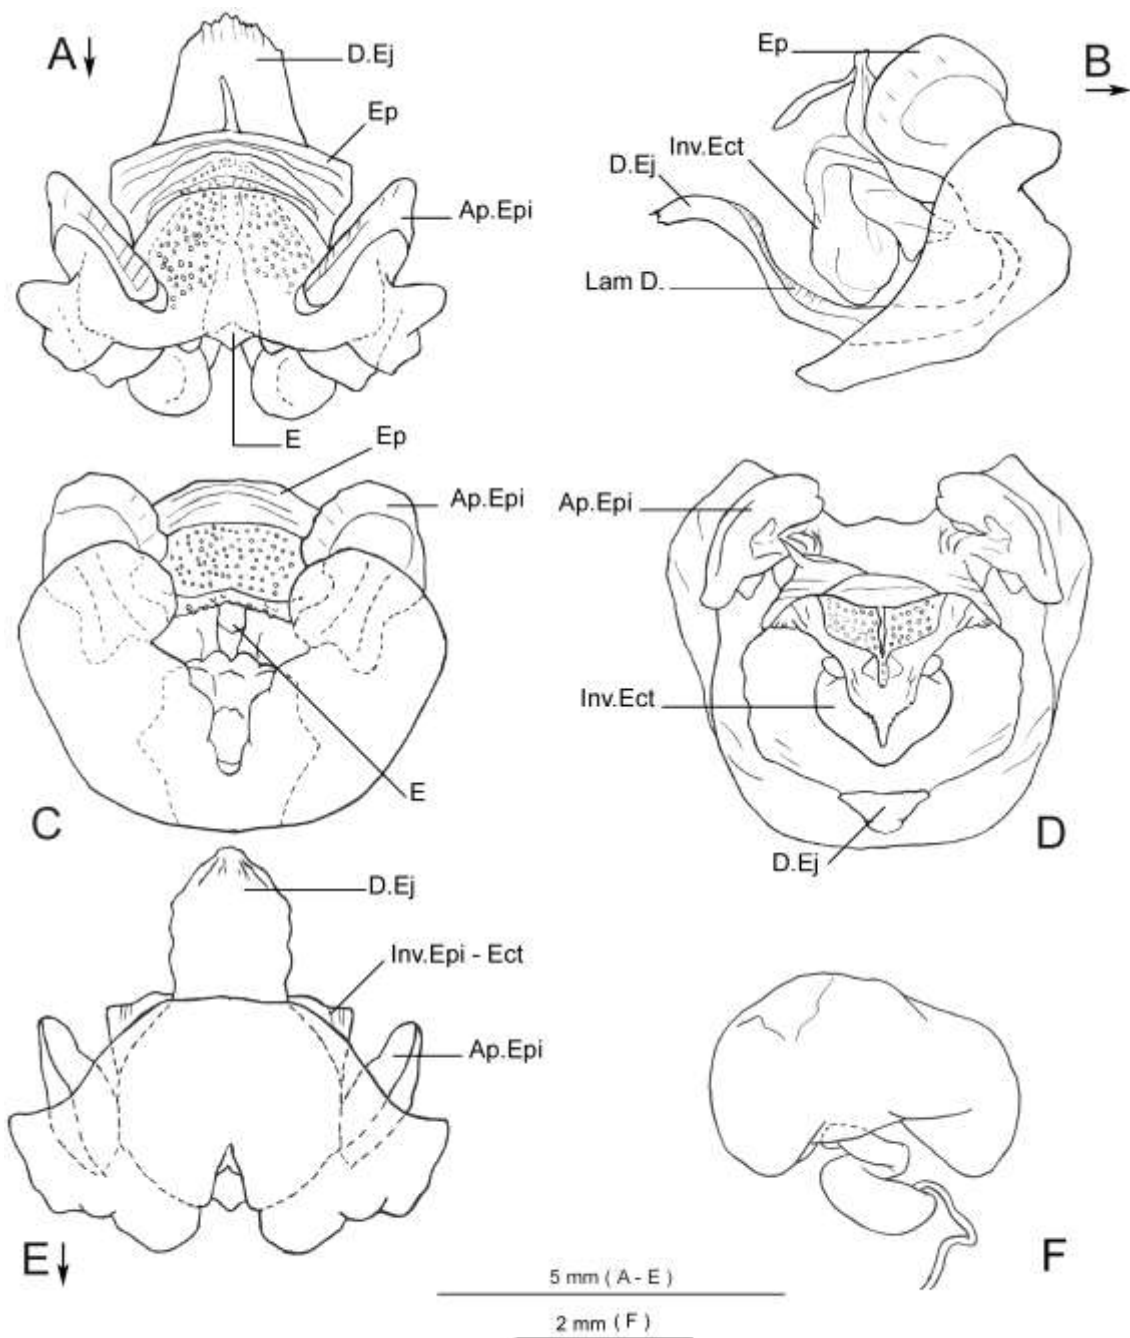 A
D.Ej
Ep
Ap.Epi
E
Ep
B
Inv.Ect
D.Ej
Lam D.
Ep
Ap.Epi
E
C
Ap.Epi
Inv.Ect
D.Ej
D
D.Ej
Inv.Epi - Ect
Ap.Epi
E
F
5 mm ( A - E )
2 mm ( F )